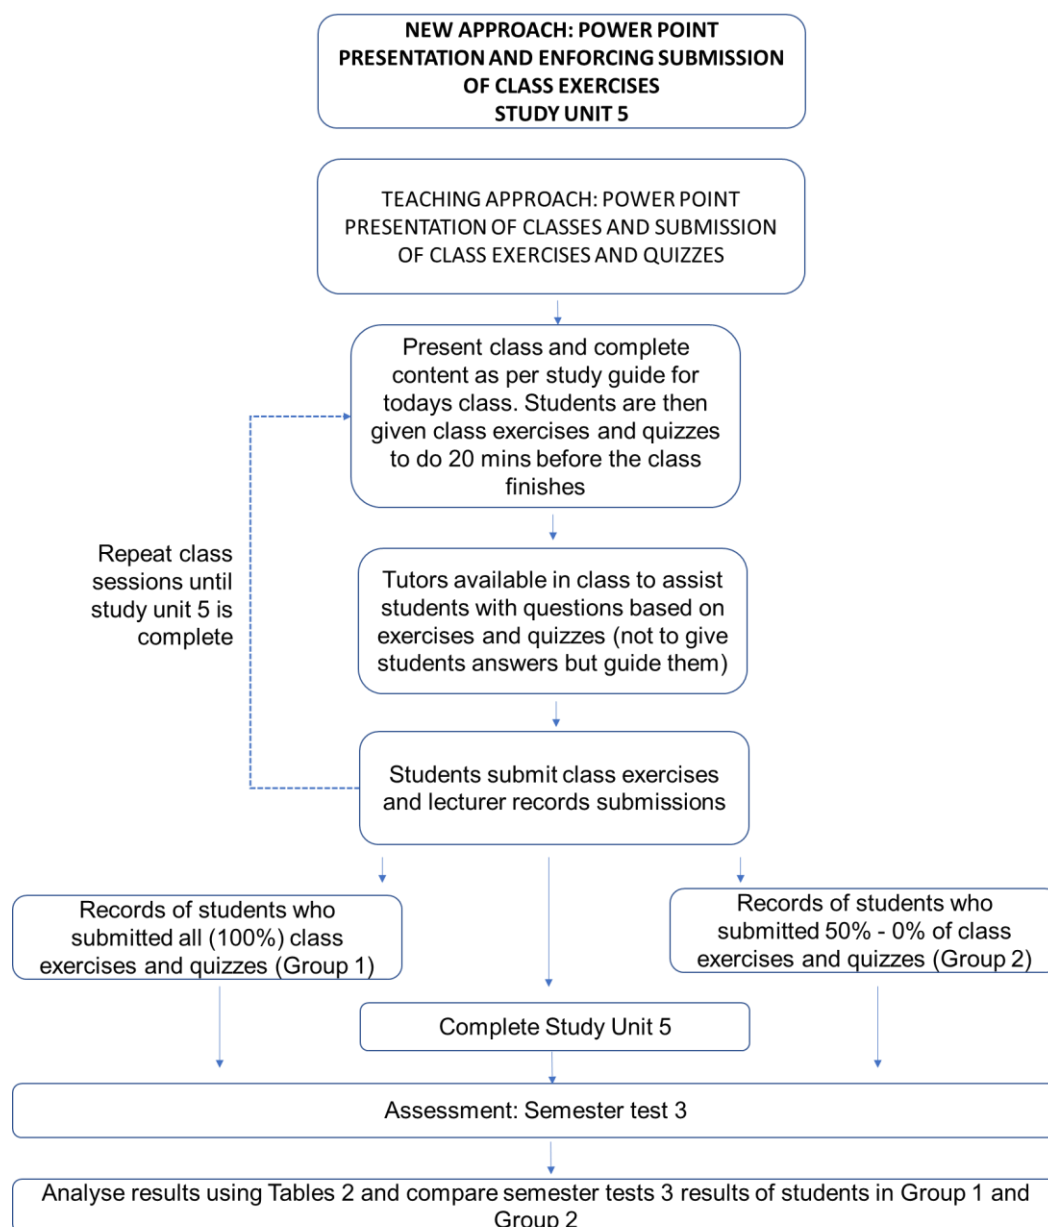 NEW APPROACH: POWER POINT
PRESENTATION AND ENFORCING SUBMISSION
OF CLASS EXERCISES
STUDY UNIT 5
TEACHING APPROACH: POWER POINT
PRESENTATION OF CLASSES AND SUBMISSION
OF CLASS EXERCISES AND QUIZZES
Present class and complete
content as per study guide for
todays class. Students are then
given class exercises and quizzes
to do 20 mins before the class
finishes
Repeat class
sessions until
study unit 5 is
complete
Tutors available in class to assist
students with questions based on
exercises and quizzes (not to give
students answers but guide them)
Students submit class exercises
and lecturer records submissions
Records of students who
submitted all (100%) class
exercises and quizzes (Group 1)
Records of students who
submitted 50% - 0% of class
exercises and quizzes (Group 2)
Complete Study Unit 5
Assessment: Semester test 3
Analyse results using Tables 2 and compare semester tests 3 results of students in Group 1 and
Group 2